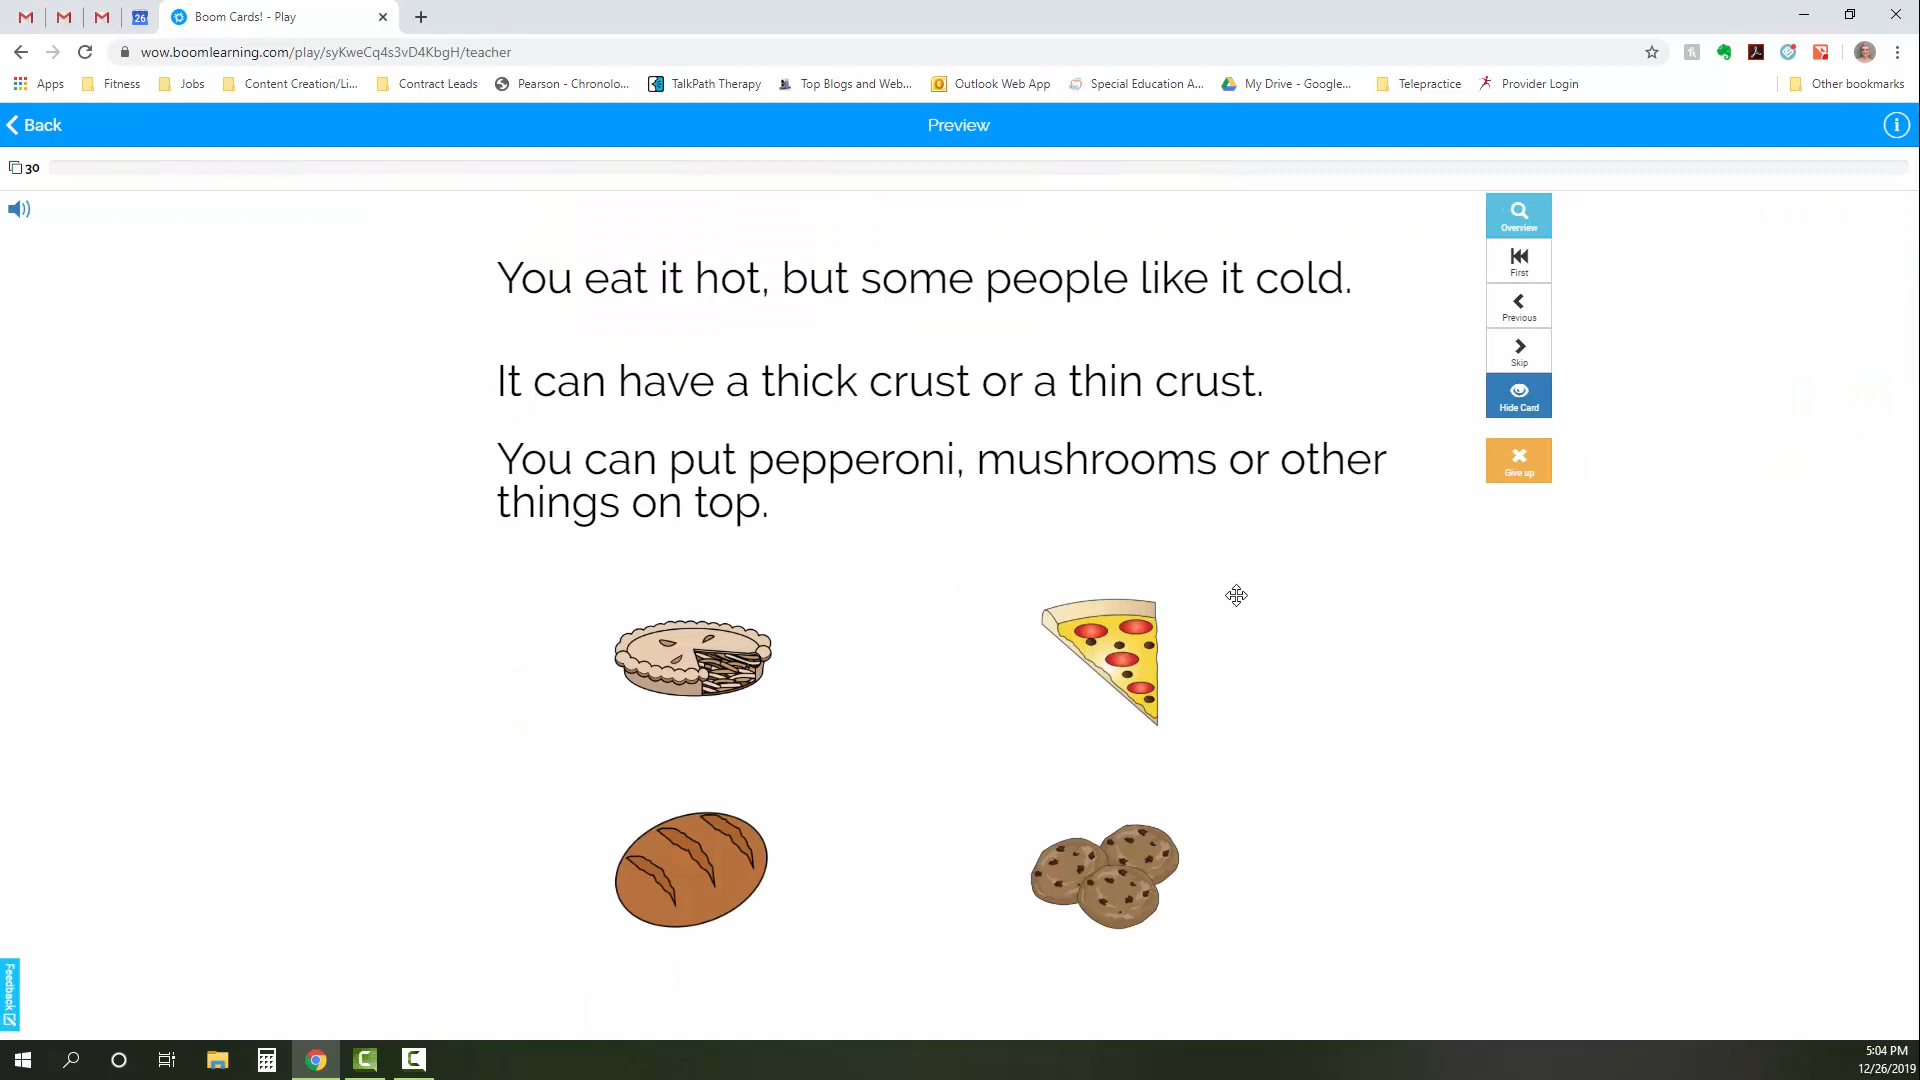 26
Boom Cards! - Play
wow.boomlearning.com/play/syKweCq4s3vD4KbgH/teacher
Apps
Fitness
Jobs
Content Creation/Li...
Contract Leads
Pearson - Chronolo...
TalkPath Therapy
Top Blogs and Web...
Outlook Web App
Special Education A...
My Drive - Google...
Telepractice
Provider Login
Other bookmarks
Back
Preview
30
You eat it hot, but some people like it cold.
It can have a thick crust or a thin crust.
You can put pepperoni, mushrooms or other
things on top.
Overview
First
Previous
Skip
Hide Card
Give up
Feedback
5:04 PM
12/26/2019